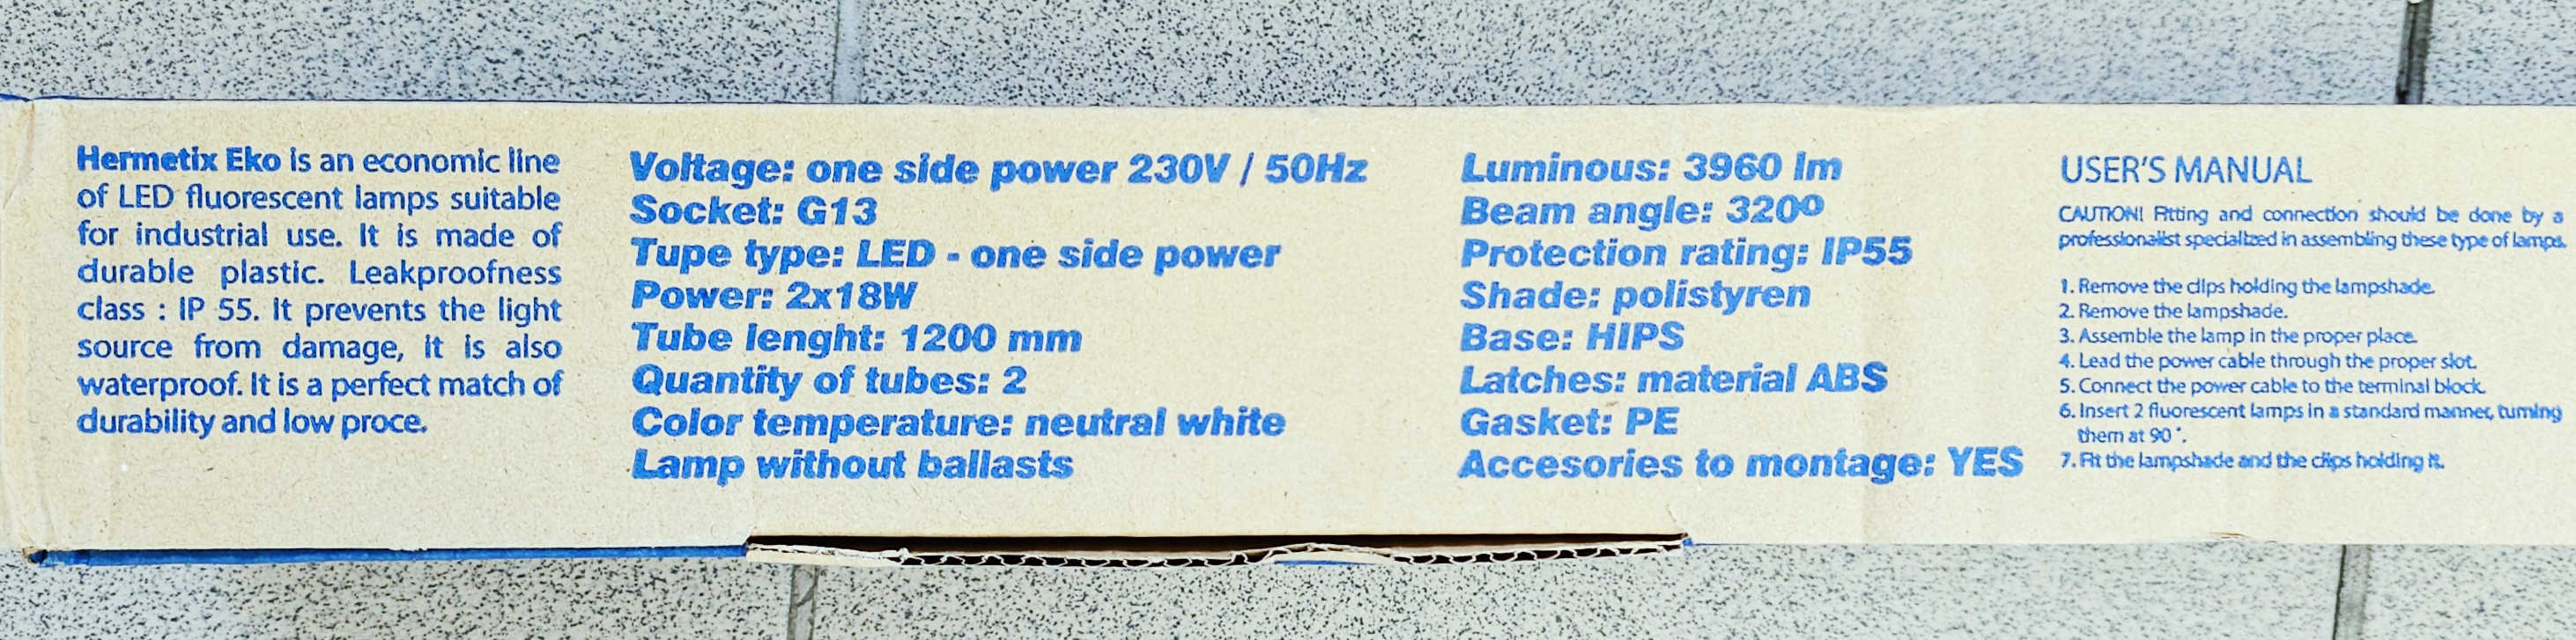 Hermetix Eko is an economic line
of LED fluorescent lamps suitable
for industrial use. It is made of
durable plastic. Leakproofness
class : IP 55. It prevents the light
source from damage, it is also
waterproof. It is a perfect match of
durability and low proce.
Voltage: one side power 230V / 50Hz
Socket: G13
Tupe type: LED - one side power
Power: 2x18W
Tube lenght: 1200 mm
Quantity of tubes: 2
Color temperature: neutral white
Lamp without ballasts
Luminous: 3960 lm
Beam angle: 320º
Protection rating: IP55
Shade: polistyren
Base: HIPS
Latches: material ABS
Gasket: PE
Accesories to montage: YES
USER'S MANUAL
CAUTION! Fitting and connection should be done by a
professionalist specialized in assembling these type of lamps.
1. Remove the clips holding the lampshade.
2. Remove the lampshade.
3. Assemble the lamp in the proper place.
4. Lead the power cable through the proper slot.
5. Connect the power cable to the terminal block.
6. Insert 2 fluorescent lamps in a standard manner, turning
them at 90°.
7. Fit the lampshade and the clips holding it.